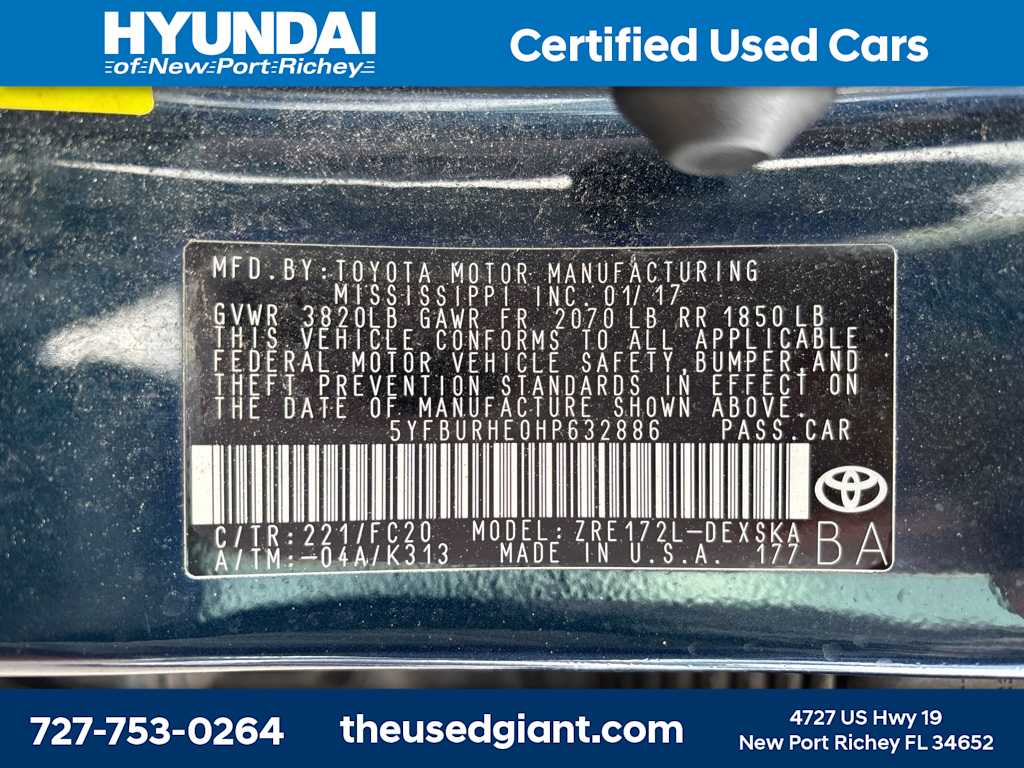 HYUNDAI
of New Port Richey
Certified Used Cars
MFD. BY: TOYOTA MOTOR MANUFACTURING
MISSISSIPPI INC. 01/17
GVWR 3820LB GAWR FR. 2070 LB RR 1850 LB
THIS VEHICLE CONFORMS TO ALL APPLICABLE
FEDERAL MOTOR VEHICLE SAFETY, BUMPER, AND
THEFT PREVENTION STANDARDS IN EFFECT ON
THE DATE OF MANUFACTURE SHOWN ABOVE.
5YFBURHE0HP632886 PASS. CAR
C/TR: 221/FC20 MODEL: ZRE172L-DEXSKA
A/TM: -04A/K313 MADE IN U.S.A. 177
BA
727-753-0264
theusedgiant.com
4727 US Hwy 19
New Port Richey FL 34652